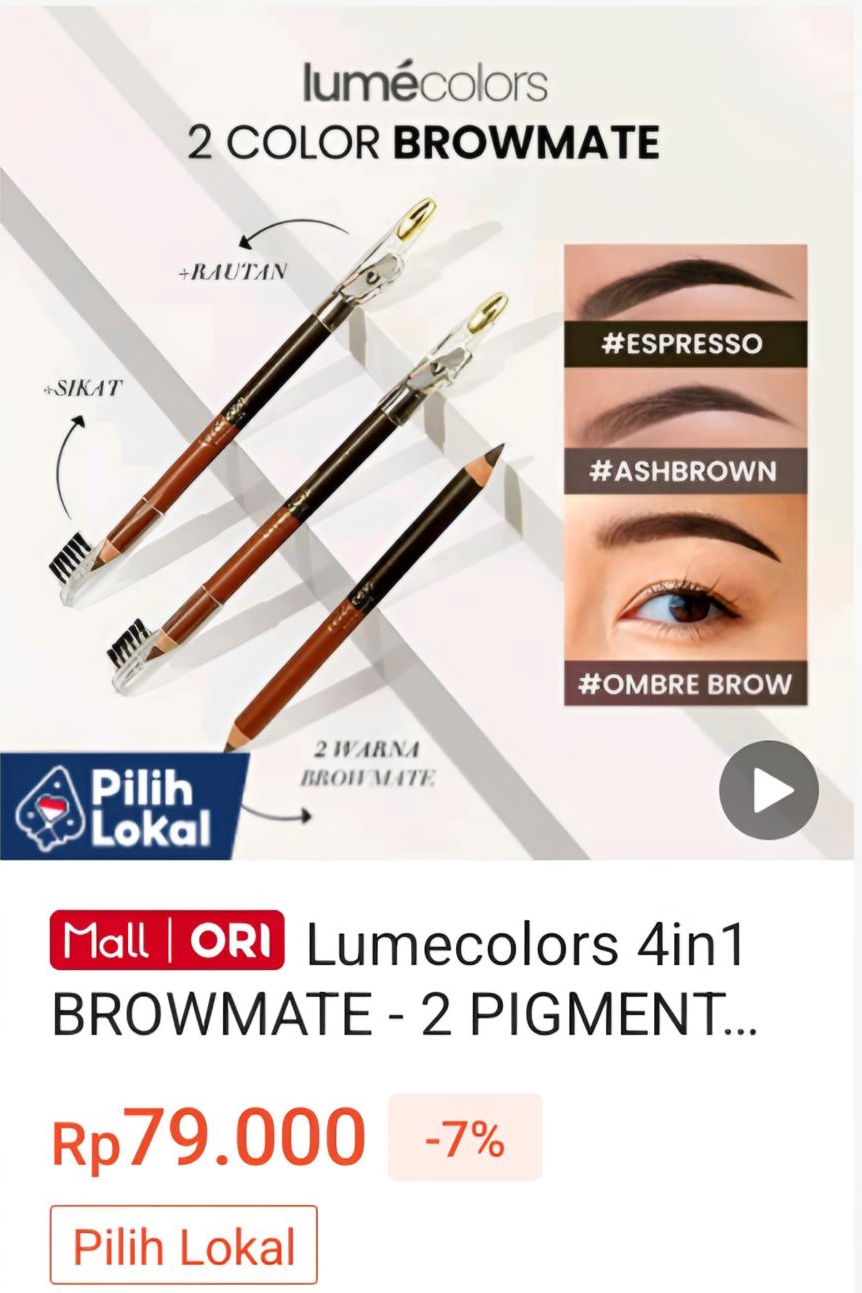 lumécolors
2 COLOR BROWMATE
+RAUTAN
+SIKAT
#ESPRESSO
#ASHBROWN
#OMBRE BROW
2 WARNA
BROWMATE
Pilih
Lokal
Mall | ORI Lumecolors 4in1
BROWMATE - 2 PIGMENT...
Rp79.000 -7%
Pilih Lokal